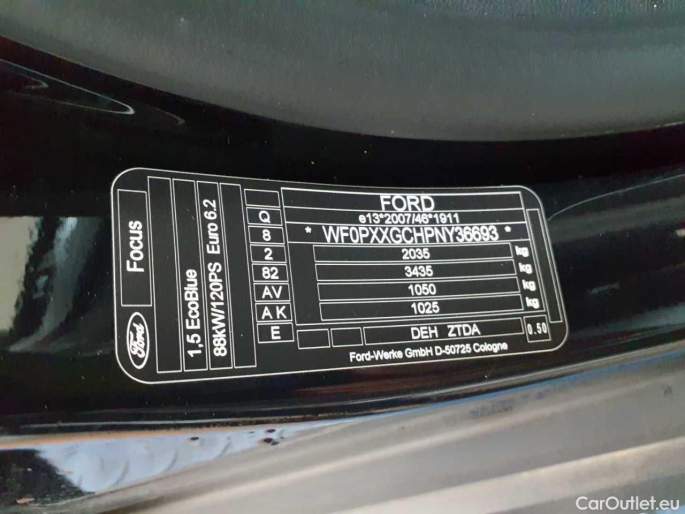 FORD
e13*2007/46*1911
* WF0PXXGCHPNY36693 *
2035 kg
3435 kg
1050 kg
1025 kg
DEH ZTDA 0.50
Ford-Werke GmbH D-50725 Cologne
Q
8
2
82
AV
A K
E
Focus
Ford
1,5 EcoBlue
88kW/120PS Euro 6.2
CarOutlet.eu